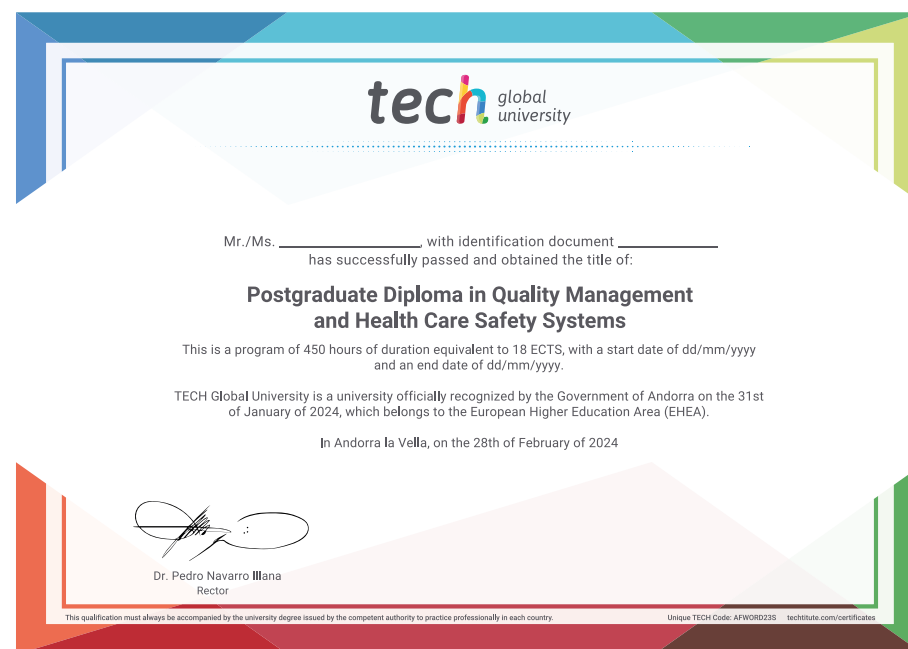 tech global
university
Mr./Ms. ____________________, with identification document ______________
has successfully passed and obtained the title of:
Postgraduate Diploma in Quality Management
and Health Care Safety Systems
This is a program of 450 hours of duration equivalent to 18 ECTS, with a start date of dd/mm/yyyy
and an end date of dd/mm/yyyy.
TECH Global University is a university officially recognized by the Government of Andorra on the 31st
of January of 2024, which belongs to the European Higher Education Area (EHEA).
In Andorra la Vella, on the 28th of February of 2024
Dr. Pedro Navarro Illana
Rector
This qualification must always be accompanied by the university degree issued by the competent authority to practice professionally in each country.
Unique TECH Code: AFWORD23S techtitute.com/certificates